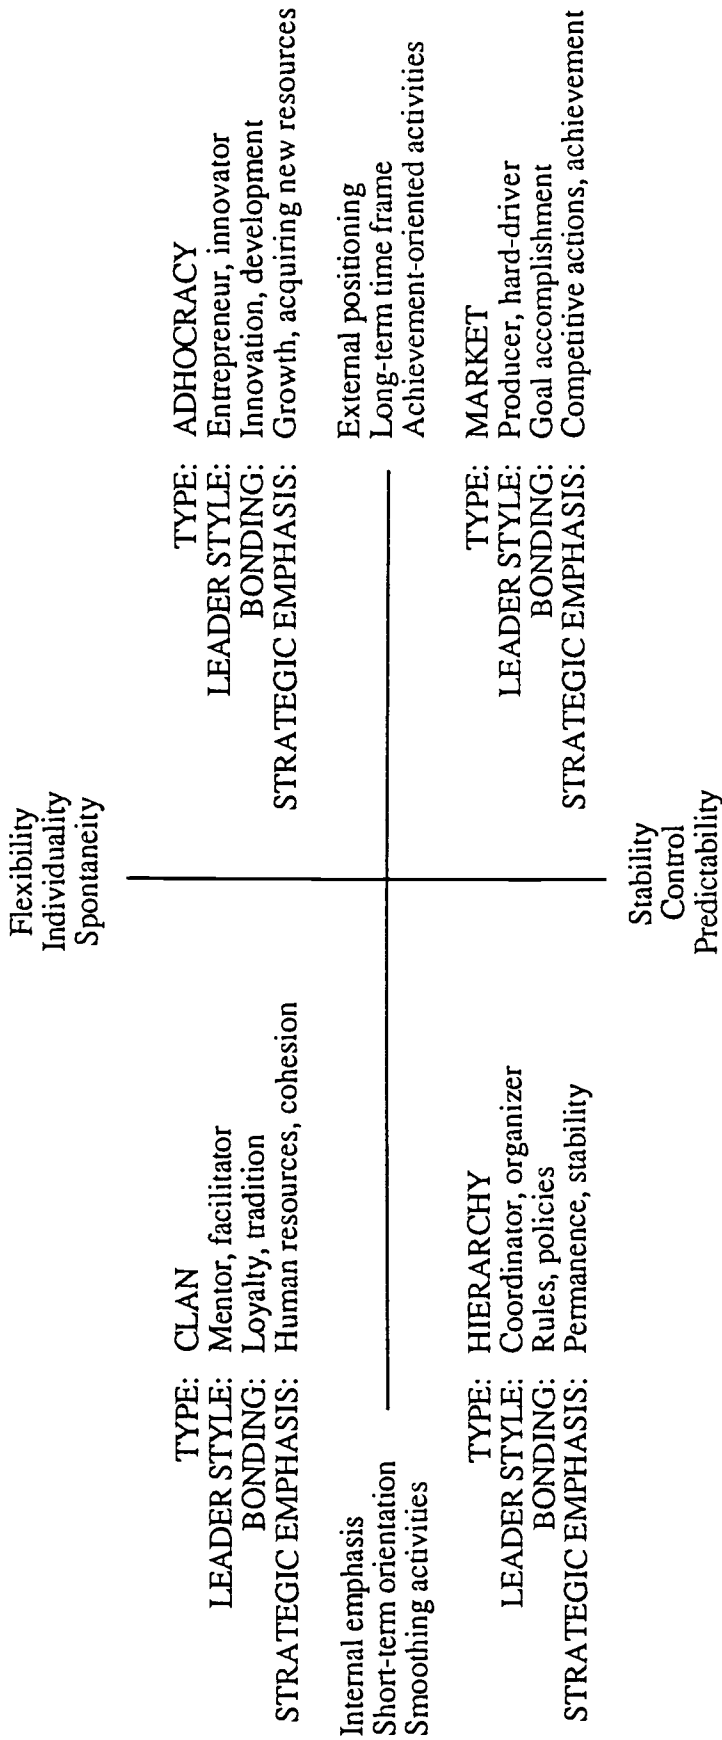 Flexibility
Individuality
Spontaneity
TYPE: CLAN
LEADER STYLE: Mentor, facilitator
BONDING: Loyalty, tradition
STRATEGIC EMPHASIS: Human resources, cohesion
TYPE: ADHOCRACY
LEADER STYLE: Entrepreneur, innovator
BONDING: Innovation, development
STRATEGIC EMPHASIS: Growth, acquiring new resources
Internal emphasis
Short-term orientation
Smoothing activities
External positioning
Long-term time frame
Achievement-oriented activities
TYPE: HIERARCHY
LEADER STYLE: Coordinator, organizer
BONDING: Rules, policies
STRATEGIC EMPHASIS: Permanence, stability
TYPE: MARKET
LEADER STYLE: Producer, hard-driver
BONDING: Goal accomplishment
STRATEGIC EMPHASIS: Competitive actions, achievement
Stability
Control
Predictability